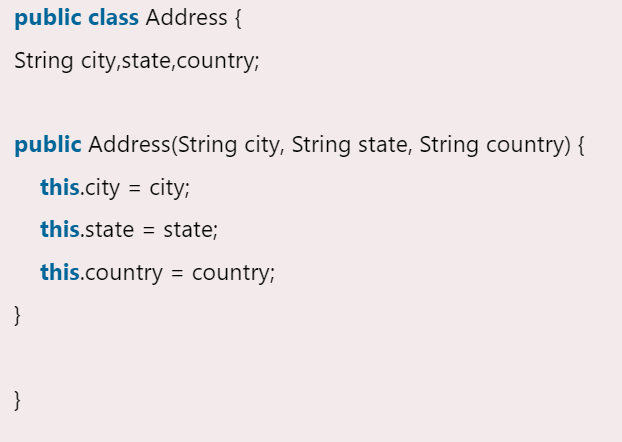 public class Address {
String city,state,country;
public Address(String city, String state, String country) {
this.city = city;
this.state = state;
this.country = country;
}
}